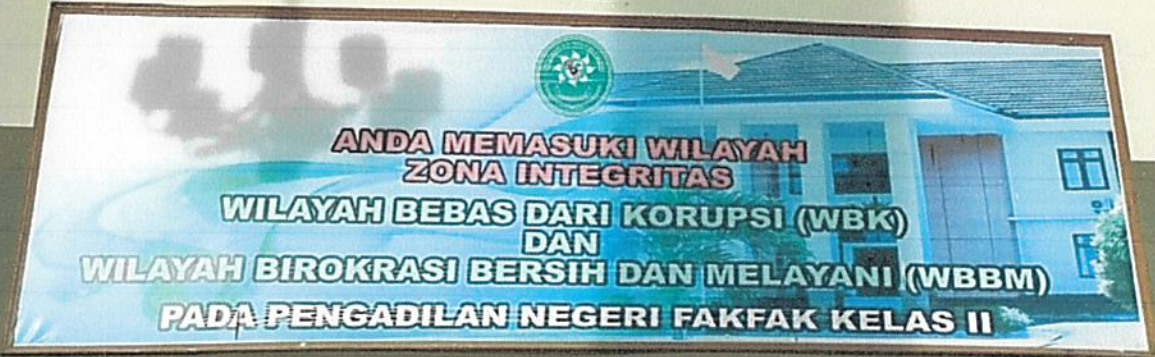 ANDA MEMASUKI WILAYAH
ZONA INTEGRITAS
WILAYAH BEBAS DARI KORUPSI (WBK)
DAN
WILAYAH BIROKRASI BERSIH DAN MELAYANI (WBBM)
PADA PENGADILAN NEGERI FAKFAK KELAS II